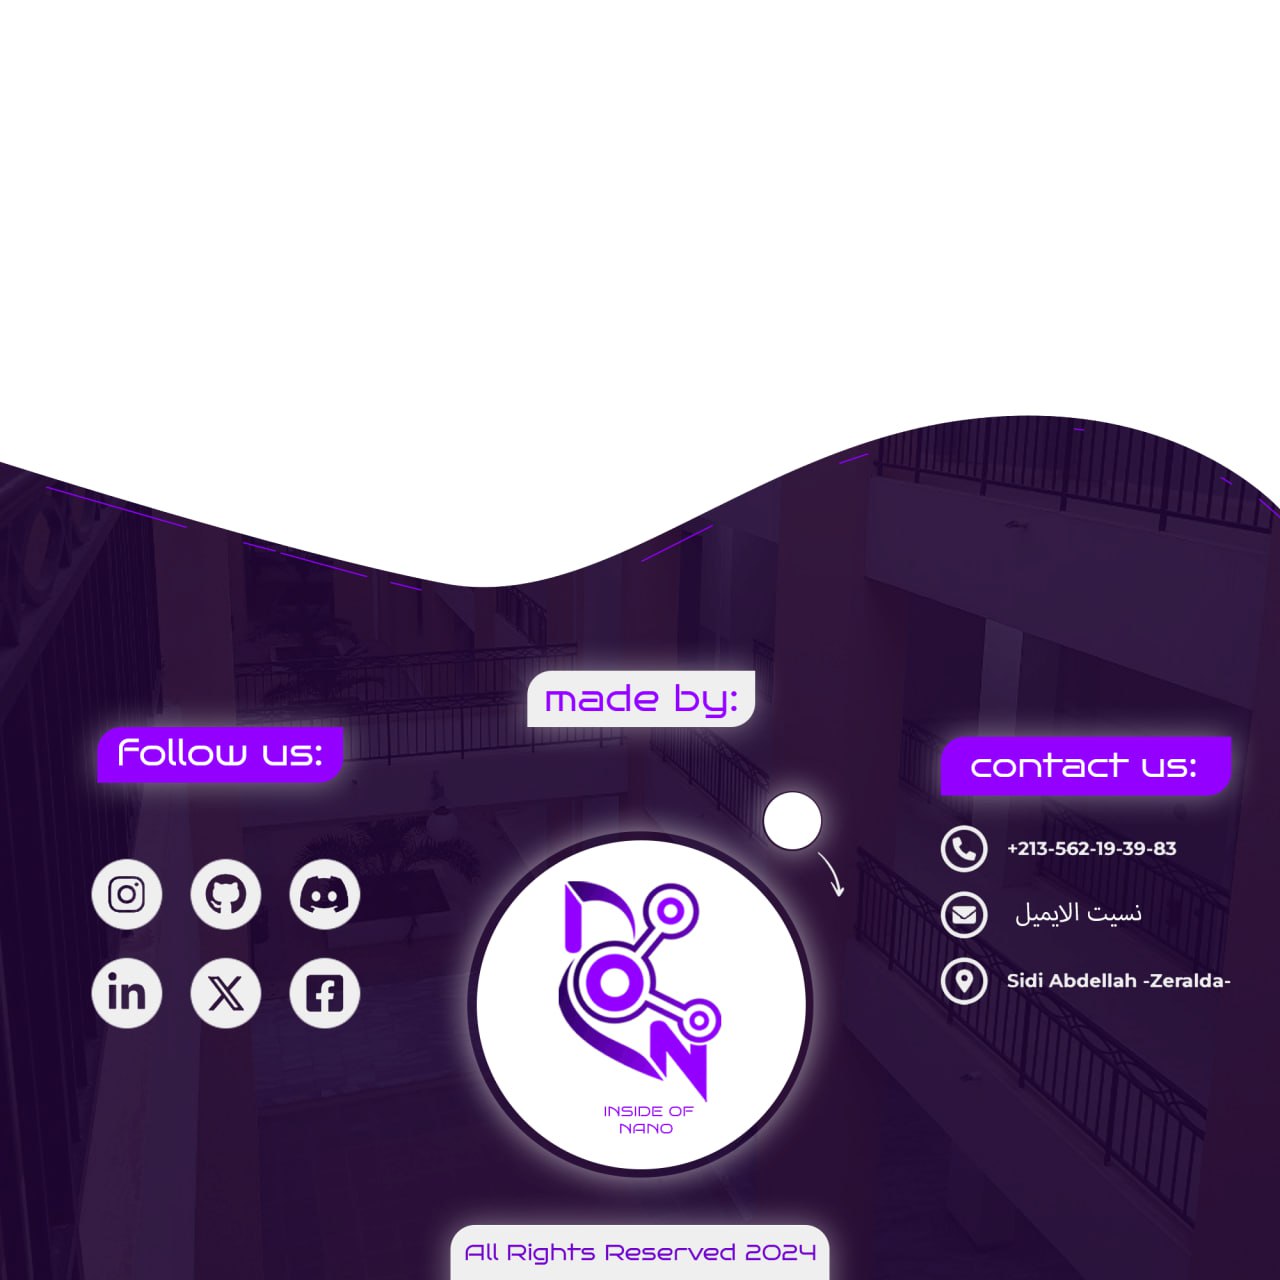 made by:
Follow us:
contact us:
+213-562-19-39-83
نسيت الايميل
Sidi Abdellah -Zeralda-
INSIDE OF
NANO
All Rights Reserved 2024